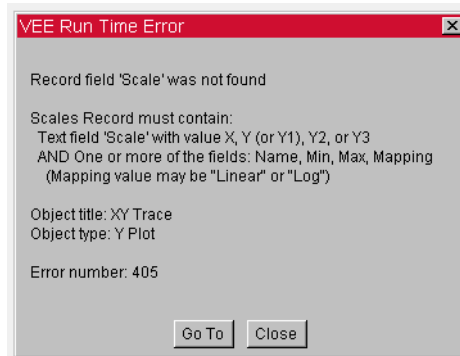 VEE Run Time Error
Record field 'Scale' was not found
Scales Record must contain:
Text field 'Scale' with value X, Y (or Y1), Y2, or Y3
AND One or more of the fields: Name, Min, Max, Mapping
(Mapping value may be "Linear" or "Log")
Object title: XY Trace
Object type: Y Plot
Error number: 405
Go To Close